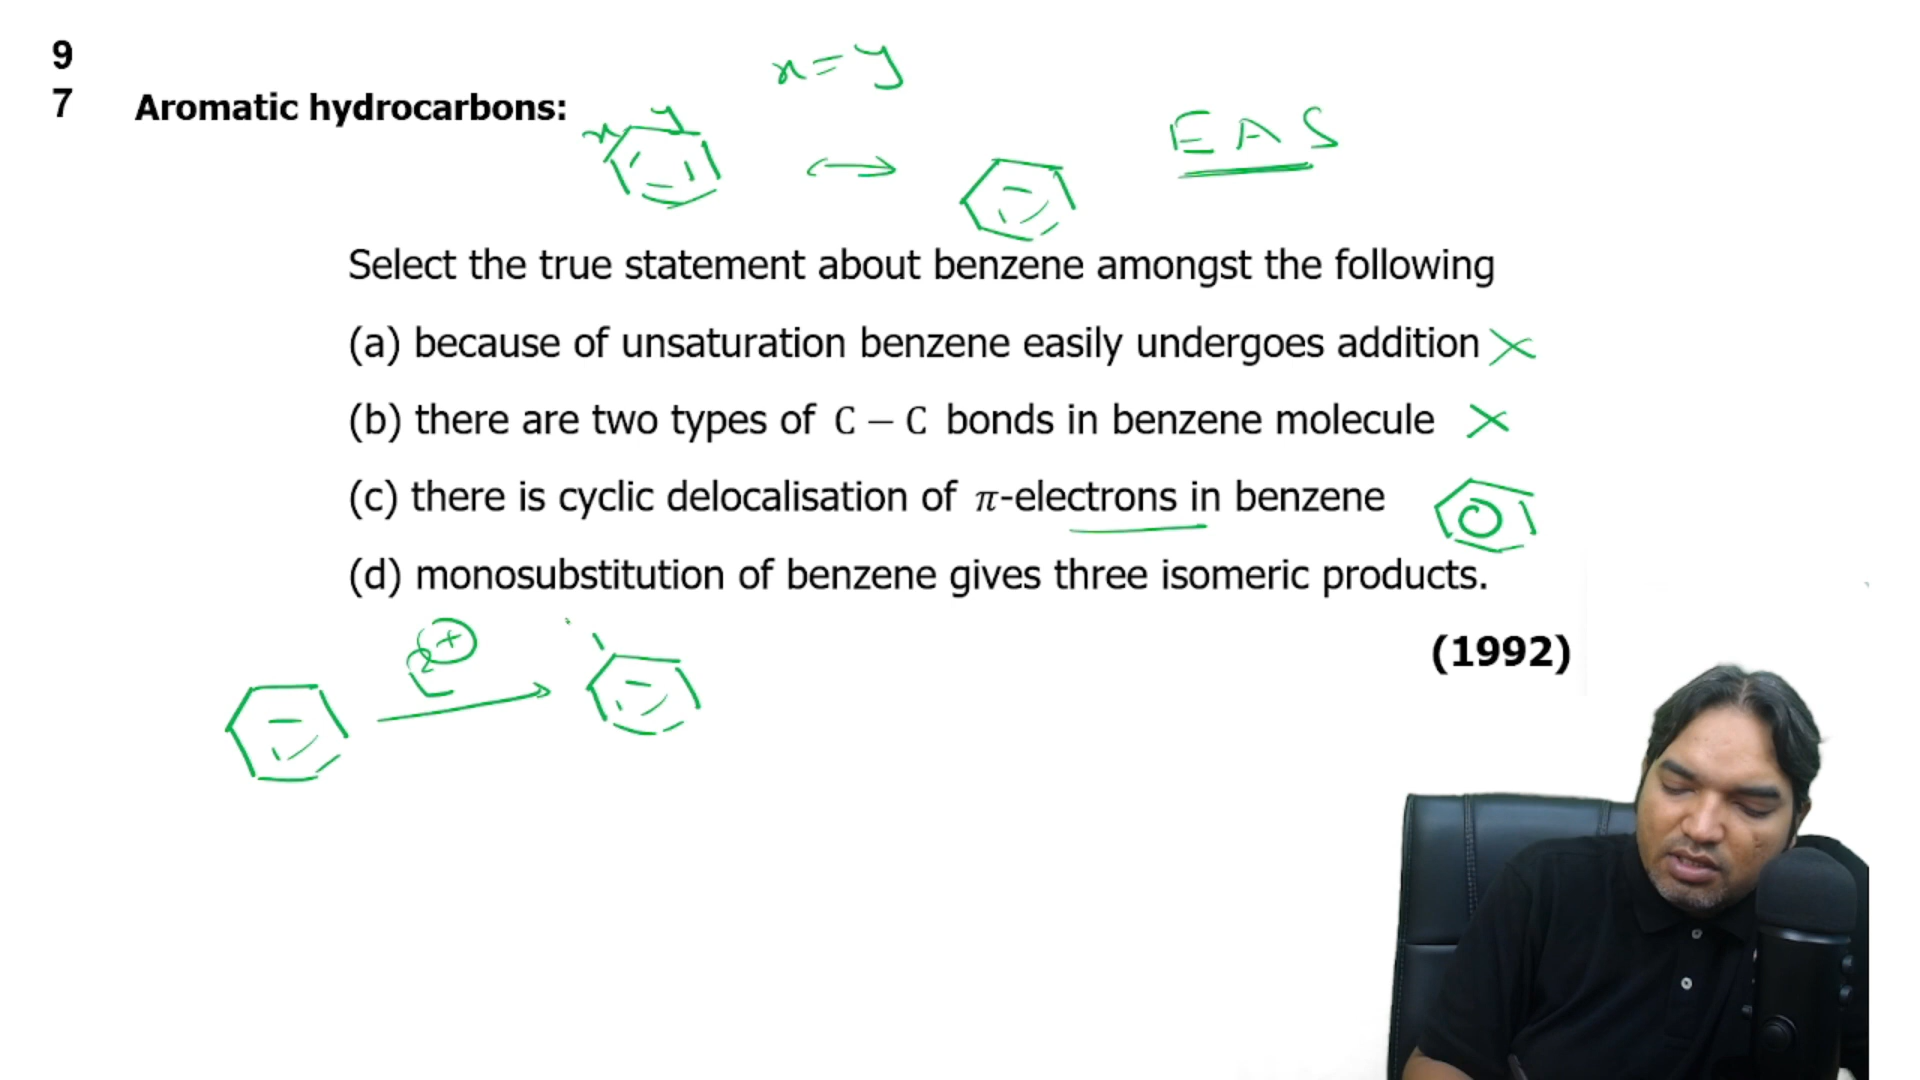 9
7
Aromatic hydrocarbons:
x = y
x y
EAS
Select the true statement about benzene amongst the following
(a) because of unsaturation benzene easily undergoes addition
(b) there are two types of C – C bonds in benzene molecule
(c) there is cyclic delocalisation of π-electrons in benzene
(d) monosubstitution of benzene gives three isomeric products.
(1992)